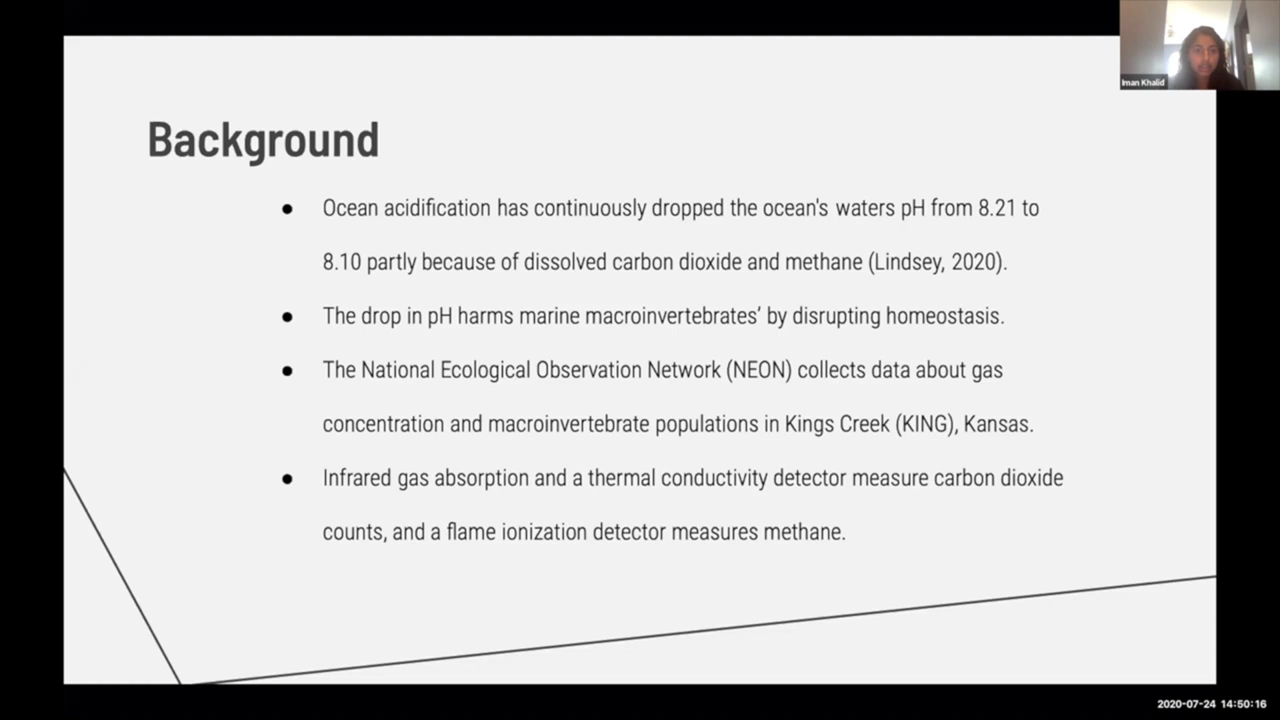 Iman Khalid
Background
● Ocean acidification has continuously dropped the ocean's waters pH from 8.21 to
8.10 partly because of dissolved carbon dioxide and methane (Lindsey, 2020).
● The drop in pH harms marine macroinvertebrates’ by disrupting homeostasis.
● The National Ecological Observation Network (NEON) collects data about gas
concentration and macroinvertebrate populations in Kings Creek (KING), Kansas.
● Infrared gas absorption and a thermal conductivity detector measure carbon dioxide
counts, and a flame ionization detector measures methane.
2020-07-24 14:50:16